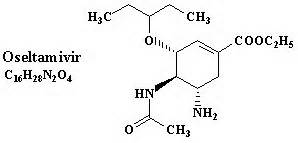 H₃C CH₃
O COOC₂H₅
Oseltamivir
C₁₆H₂₈N₂O₄
HN NH₂
O CH₃